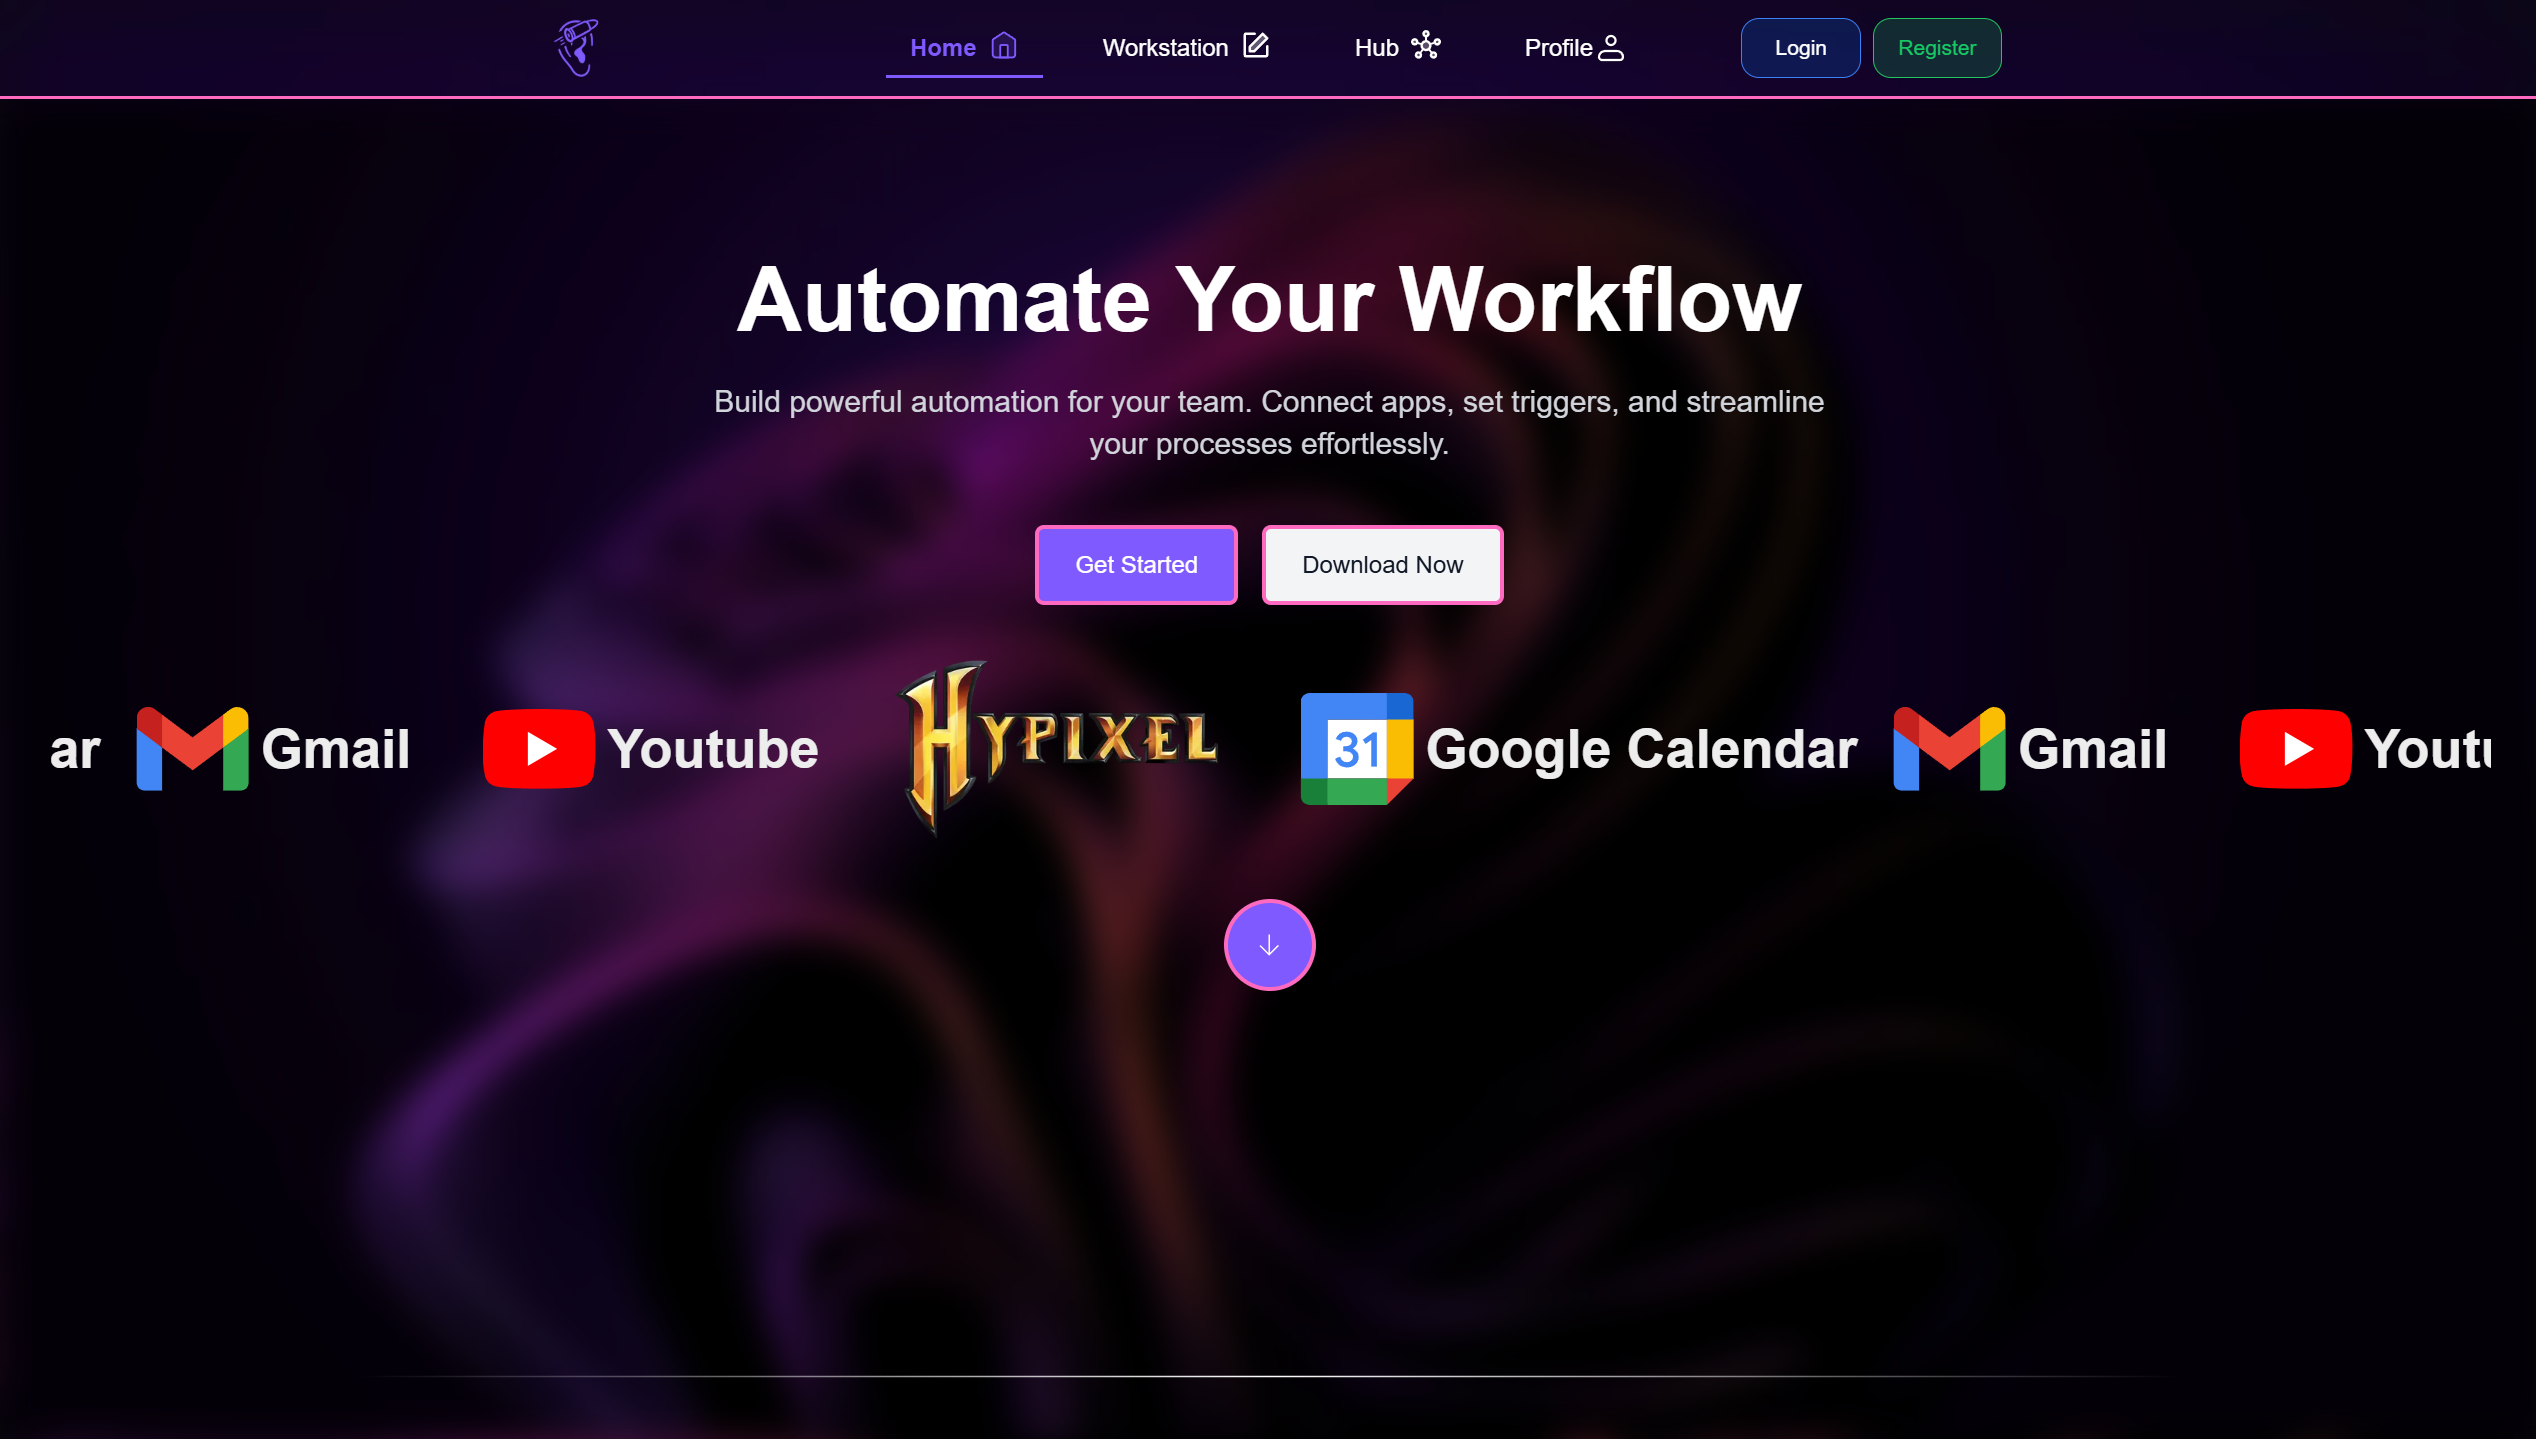 Home
Workstation
Hub
Profile
Login
Register
Automate Your Workflow
Build powerful automation for your team. Connect apps, set triggers, and streamline
your processes effortlessly.
Get Started
Download Now
ar
Gmail
Youtube
HYPIXEL
31
Google Calendar
Gmail
Yout